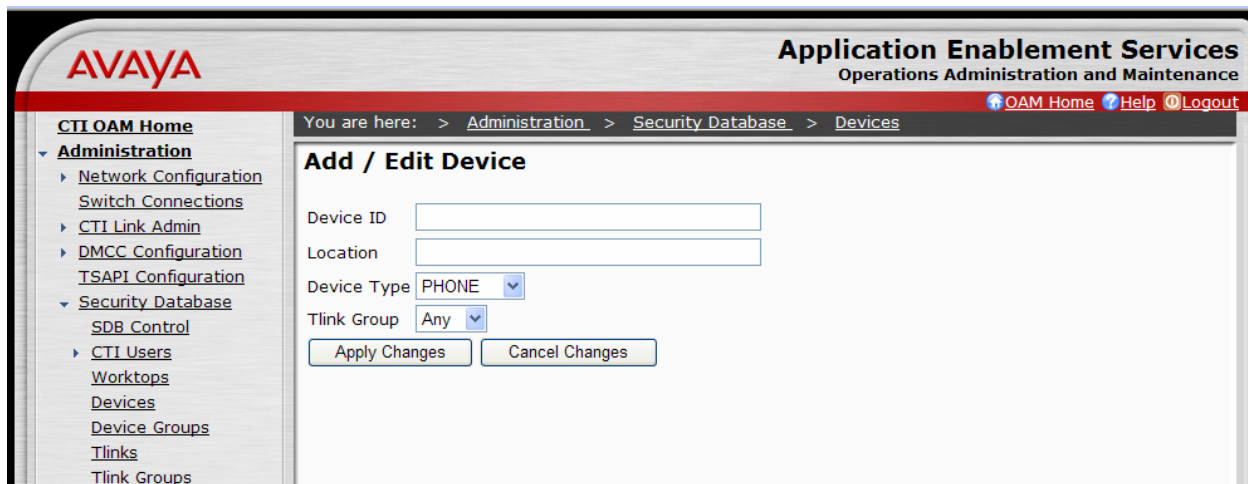 AVAYA
Application Enablement Services
Operations Administration and Maintenance
OAM Home Help Logout
CTI OAM Home
Administration
Network Configuration
Switch Connections
CTI Link Admin
DMCC Configuration
TSAPI Configuration
Security Database
SDB Control
CTI Users
Worktops
Devices
Device Groups
Tlinks
Tlink Groups
You are here: > Administration > Security Database > Devices
Add / Edit Device
Device ID
Location
Device Type PHONE
Tlink Group Any
Apply Changes Cancel Changes